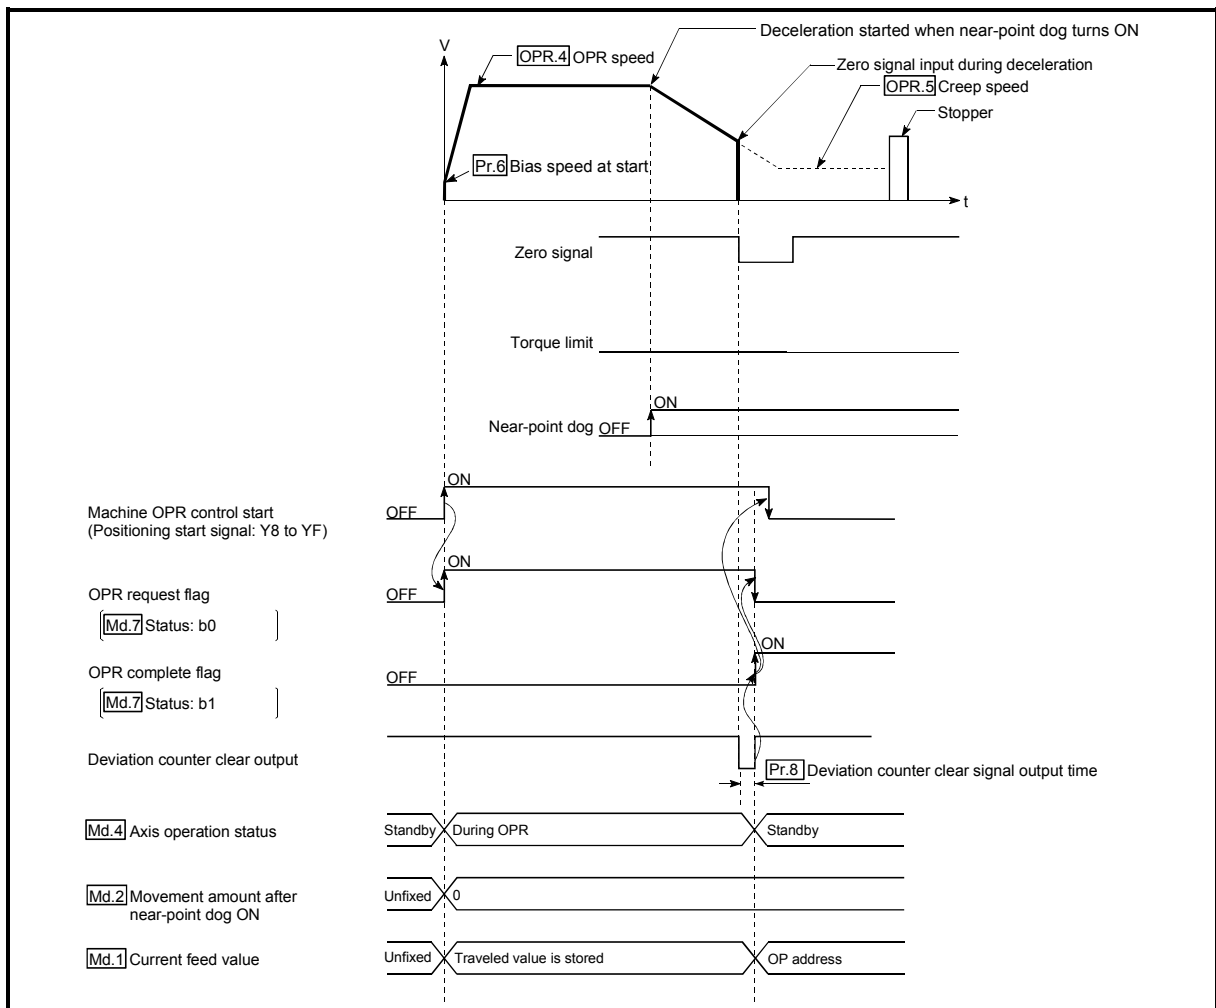 Deceleration started when near-point dog turns ON
V
OPR.4 OPR speed
Zero signal input during deceleration
OPR.5 Creep speed
Stopper
Pr.6 Bias speed at start
t
Zero signal
Torque limit
ON
Near-point dog OFF
ON
Machine OPR control start
(Positioning start signal: Y8 to YF)
OFF
ON
OPR request flag
OFF
Md.7 Status: b0
ON
OPR complete flag
OFF
Md.7 Status: b1
Deviation counter clear output
Pr.8 Deviation counter clear signal output time
Md.4 Axis operation status
Standby During OPR Standby
Md.2 Movement amount after
near-point dog ON
Unfixed 0
Md.1 Current feed value
Unfixed Traveled value is stored OP address